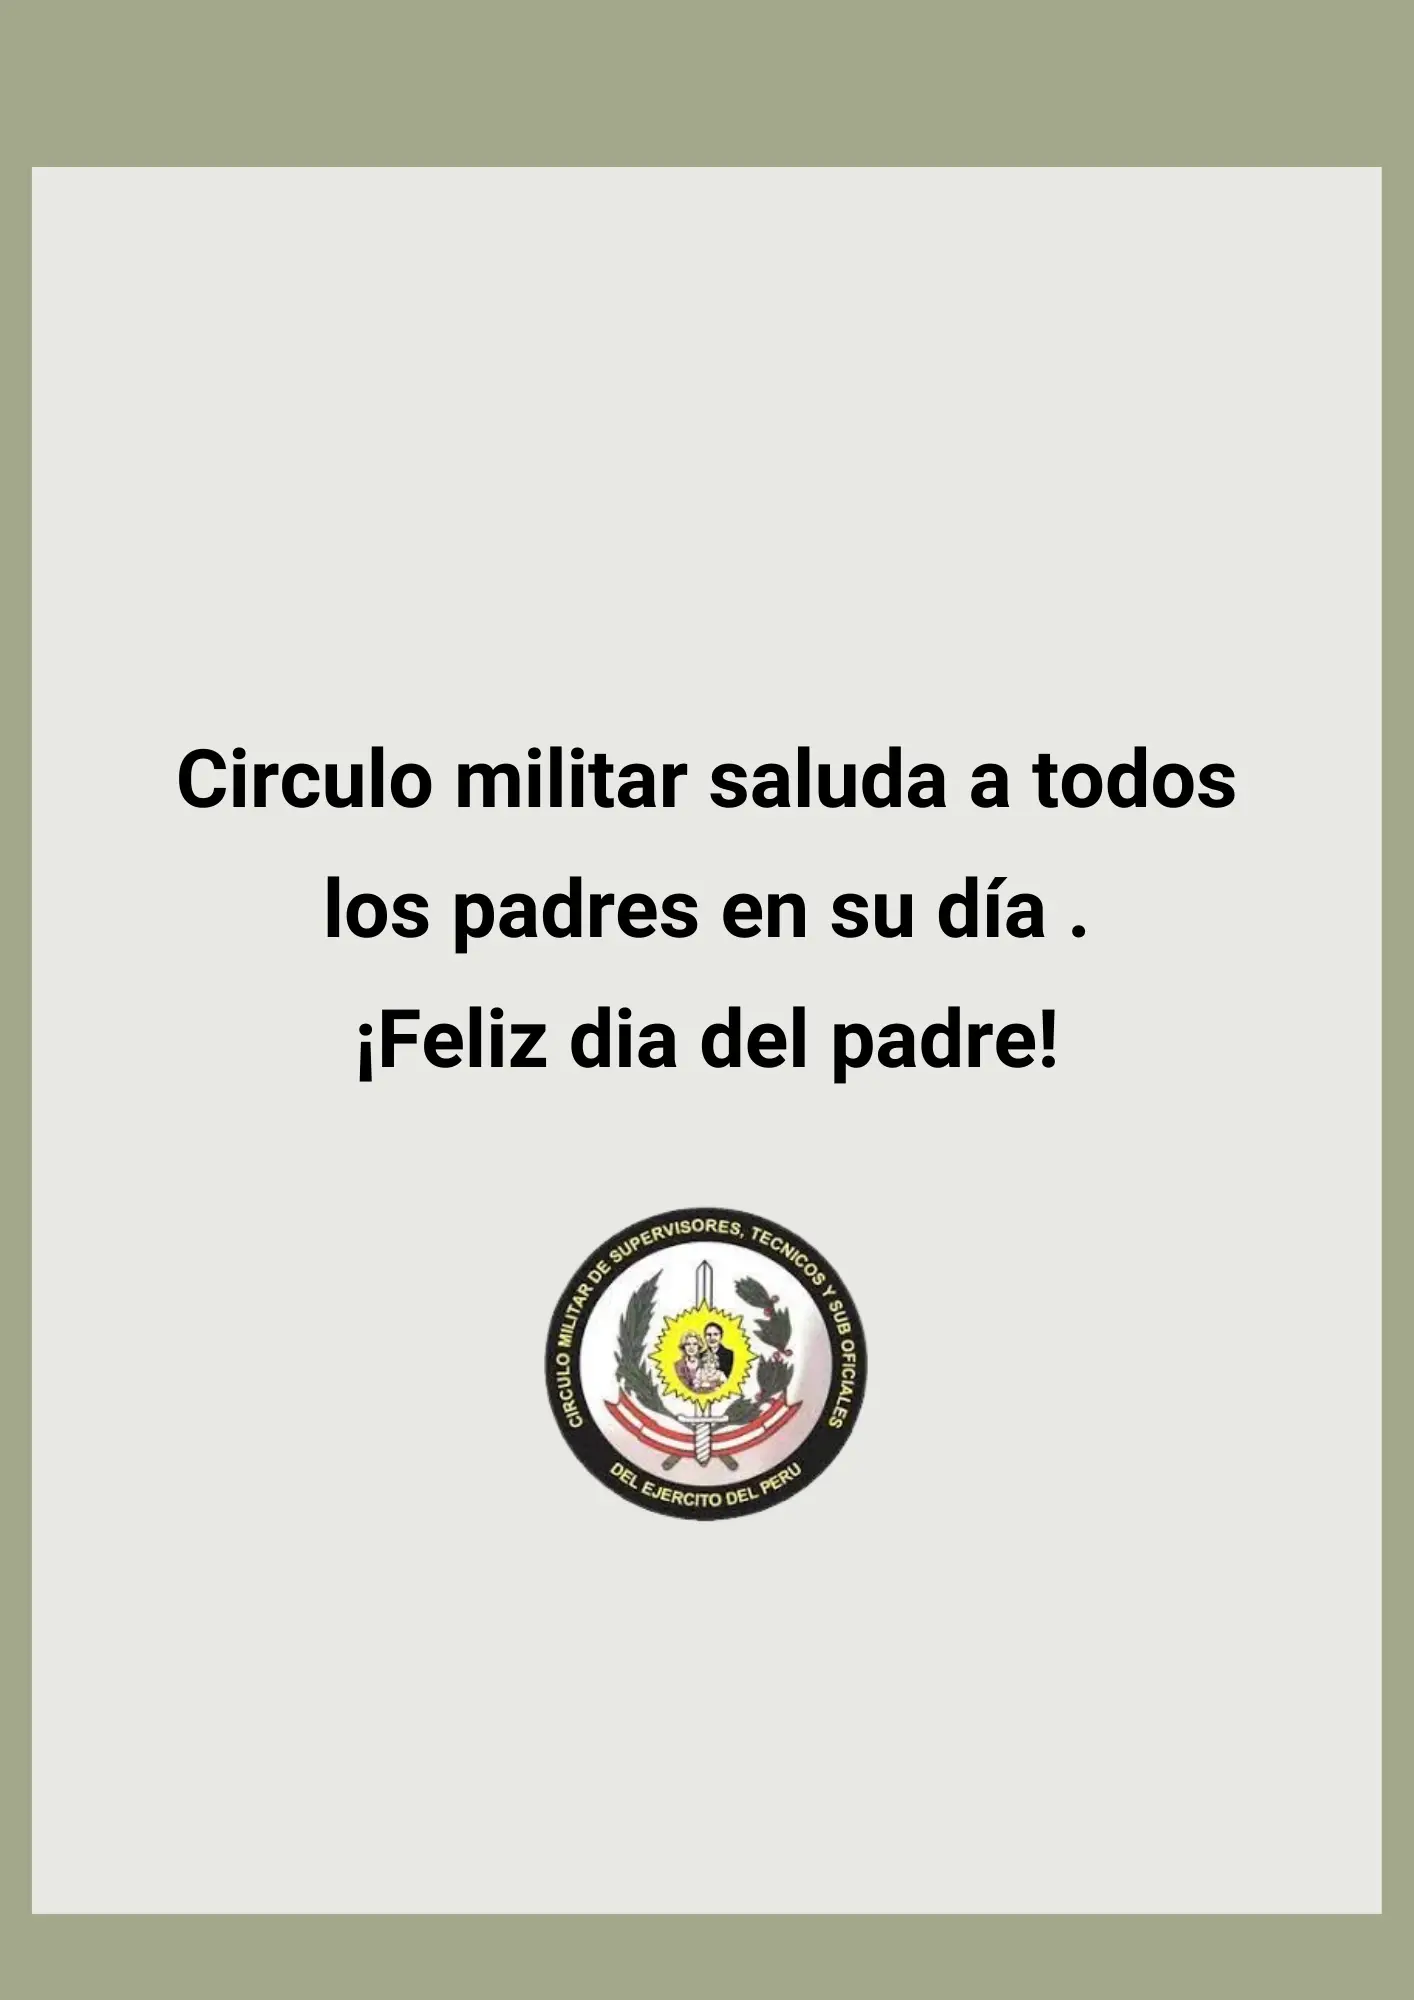 Circulo militar saluda a todos
los padres en su día .
¡Feliz dia del padre!
CIRCULO MILITAR DE SUPERVISORES, TECNICOS Y SUB OFICIALES
DEL EJERCITO DEL PERU